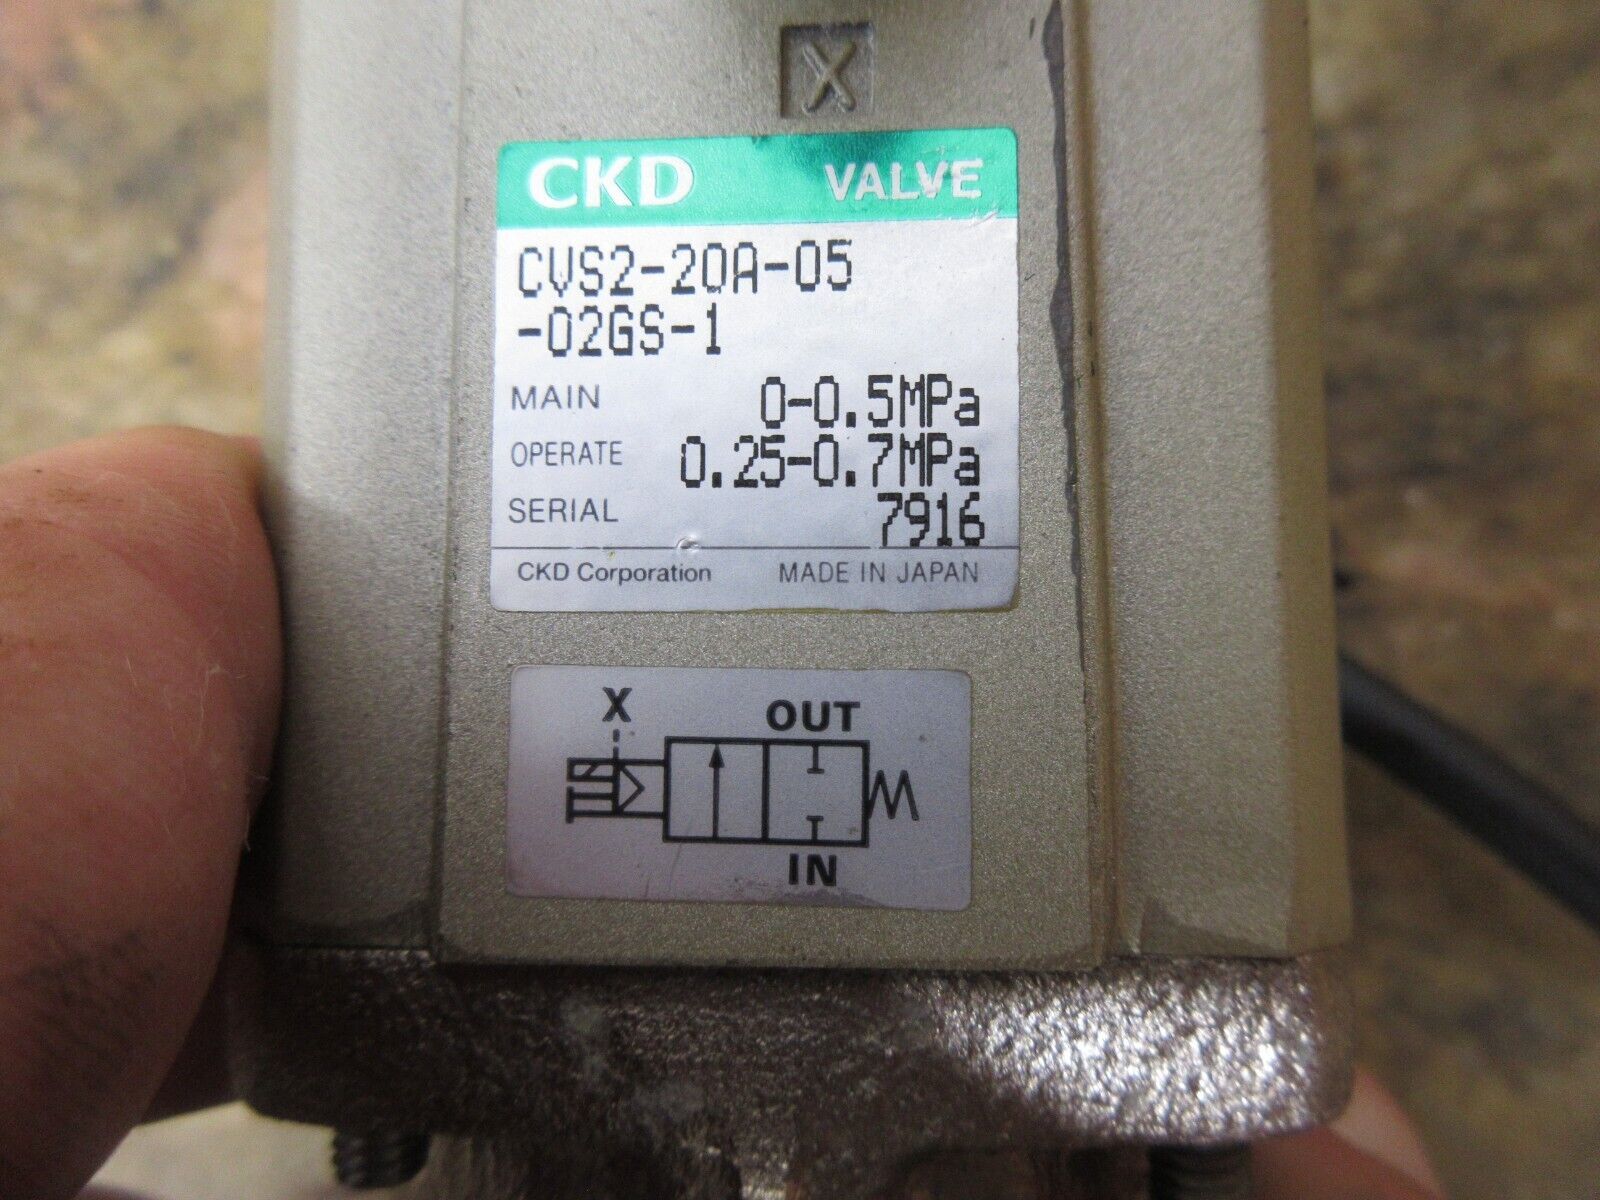 X
CKD VALVE
CVS2-20A-05
-02GS-1
MAIN 0-0.5MPa
OPERATE 0.25-0.7MPa
SERIAL 7916
CKD Corporation MADE IN JAPAN
X OUT
IN